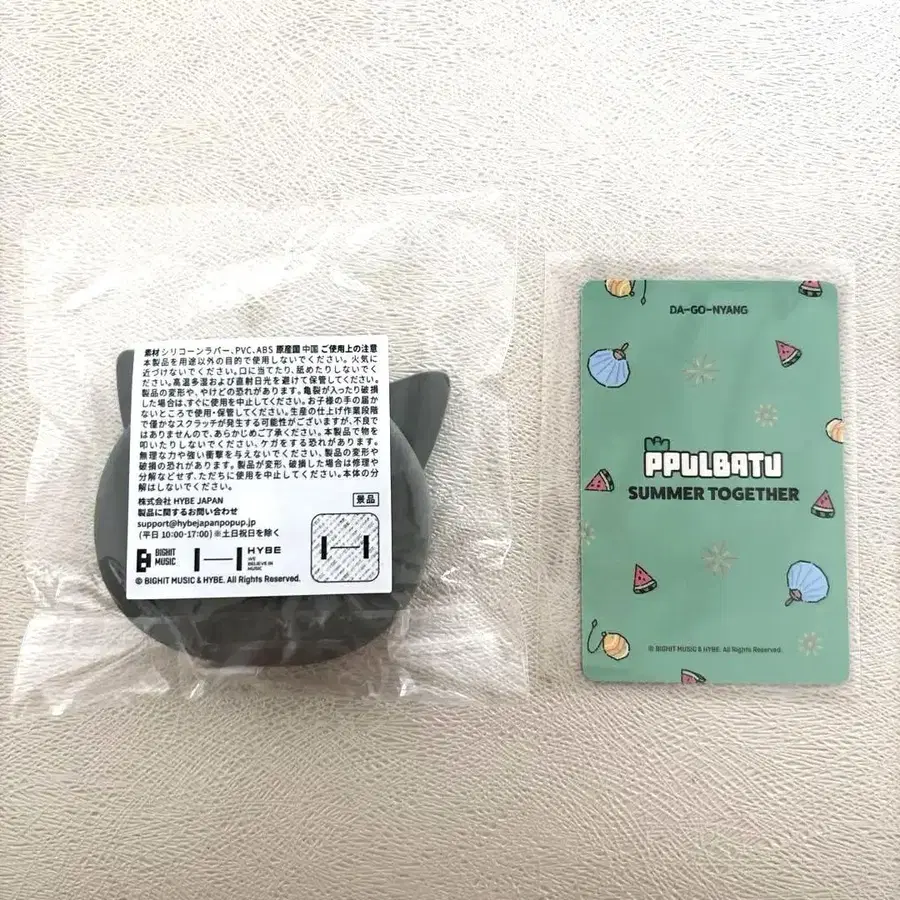 素材 シリコーンラバー、PVC、ABS 原産国 中国 ご使用上の注意
本製品を用途以外の目的で使用しないでください。火気に
近づけないでください。口に当てたり、舐めたりしないでくだ
さい。高温多湿および直射日光を避けて保管してください。
製品の変形や、やけどの恐れがあります。亀裂が入ったり破損
した場合は、すぐに使用を中止してください。お子様の手の届か
ないところで使用・保管してください。生産の仕上げ作業段階
で僅かなスクラッチが発生する可能性がございますが、不良で
はありませんので、あらかじめご了承ください。本製品で物を
叩いたりしないでください、ケガをする恐れがあります。
無理な力や強い衝撃を与えないでください、製品の変形や
破損の恐れがあります。製品が変形、破損した場合は修理や
分解などせず、ただちに使用を中止してください。本体の分
解はしないでください。
株式会社 HYBE JAPAN
景品
製品に関するお問い合わせ
support@hybejapanpopup.jp
(平日 10:00-17:00) ※土日祝日を除く
BIGHIT
MUSIC
HYBE
WE
BELIEVE IN
MUSIC
© BIGHIT MUSIC & HYBE. All Rights Reserved.
DA-GO-NYANG
PPULBATU
SUMMER TOGETHER
© BIGHIT MUSIC & HYBE. All Rights Reserved.